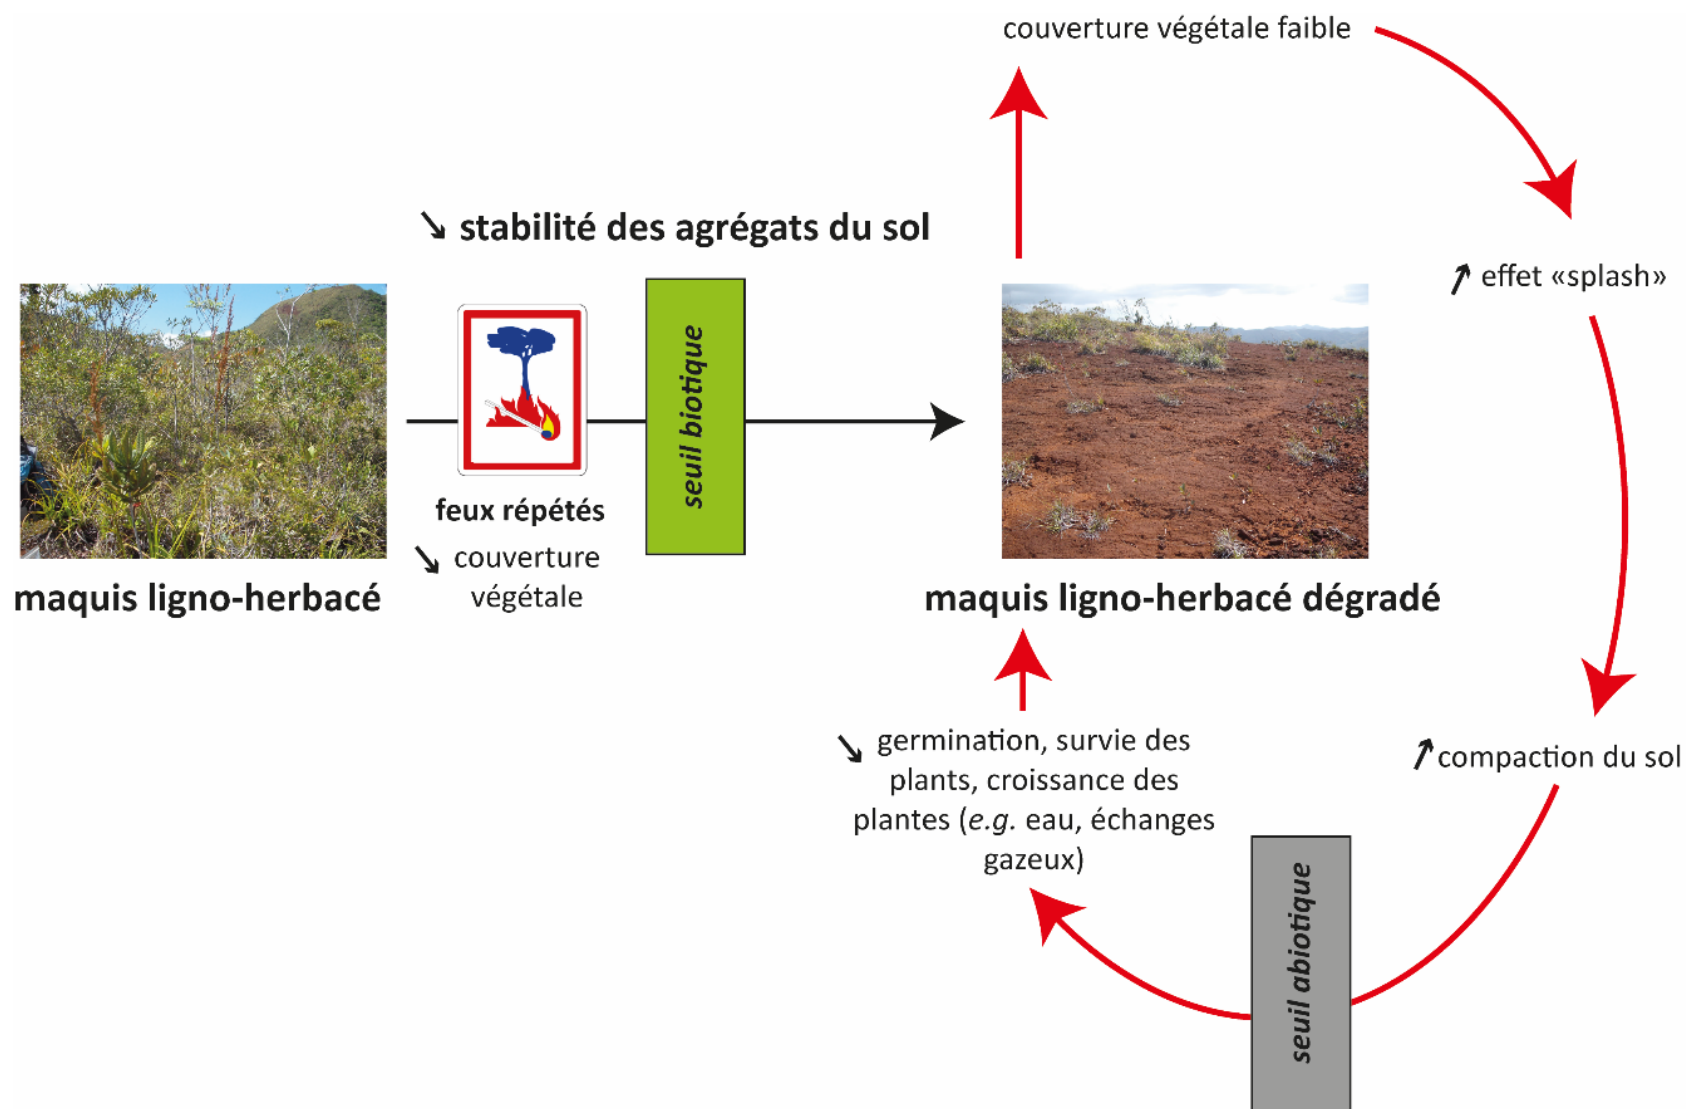 couverture végétale faible
↘ stabilité des agrégats du sol
↗ effet «splash»
seuil biotique
feux répétés
↘ couverture
végétale
maquis ligno-herbacé
maquis ligno-herbacé dégradé
↘ germination, survie des
plants, croissance des
plantes (e.g. eau, échanges
gazeux)
↗ compaction du sol
seuil abiotique